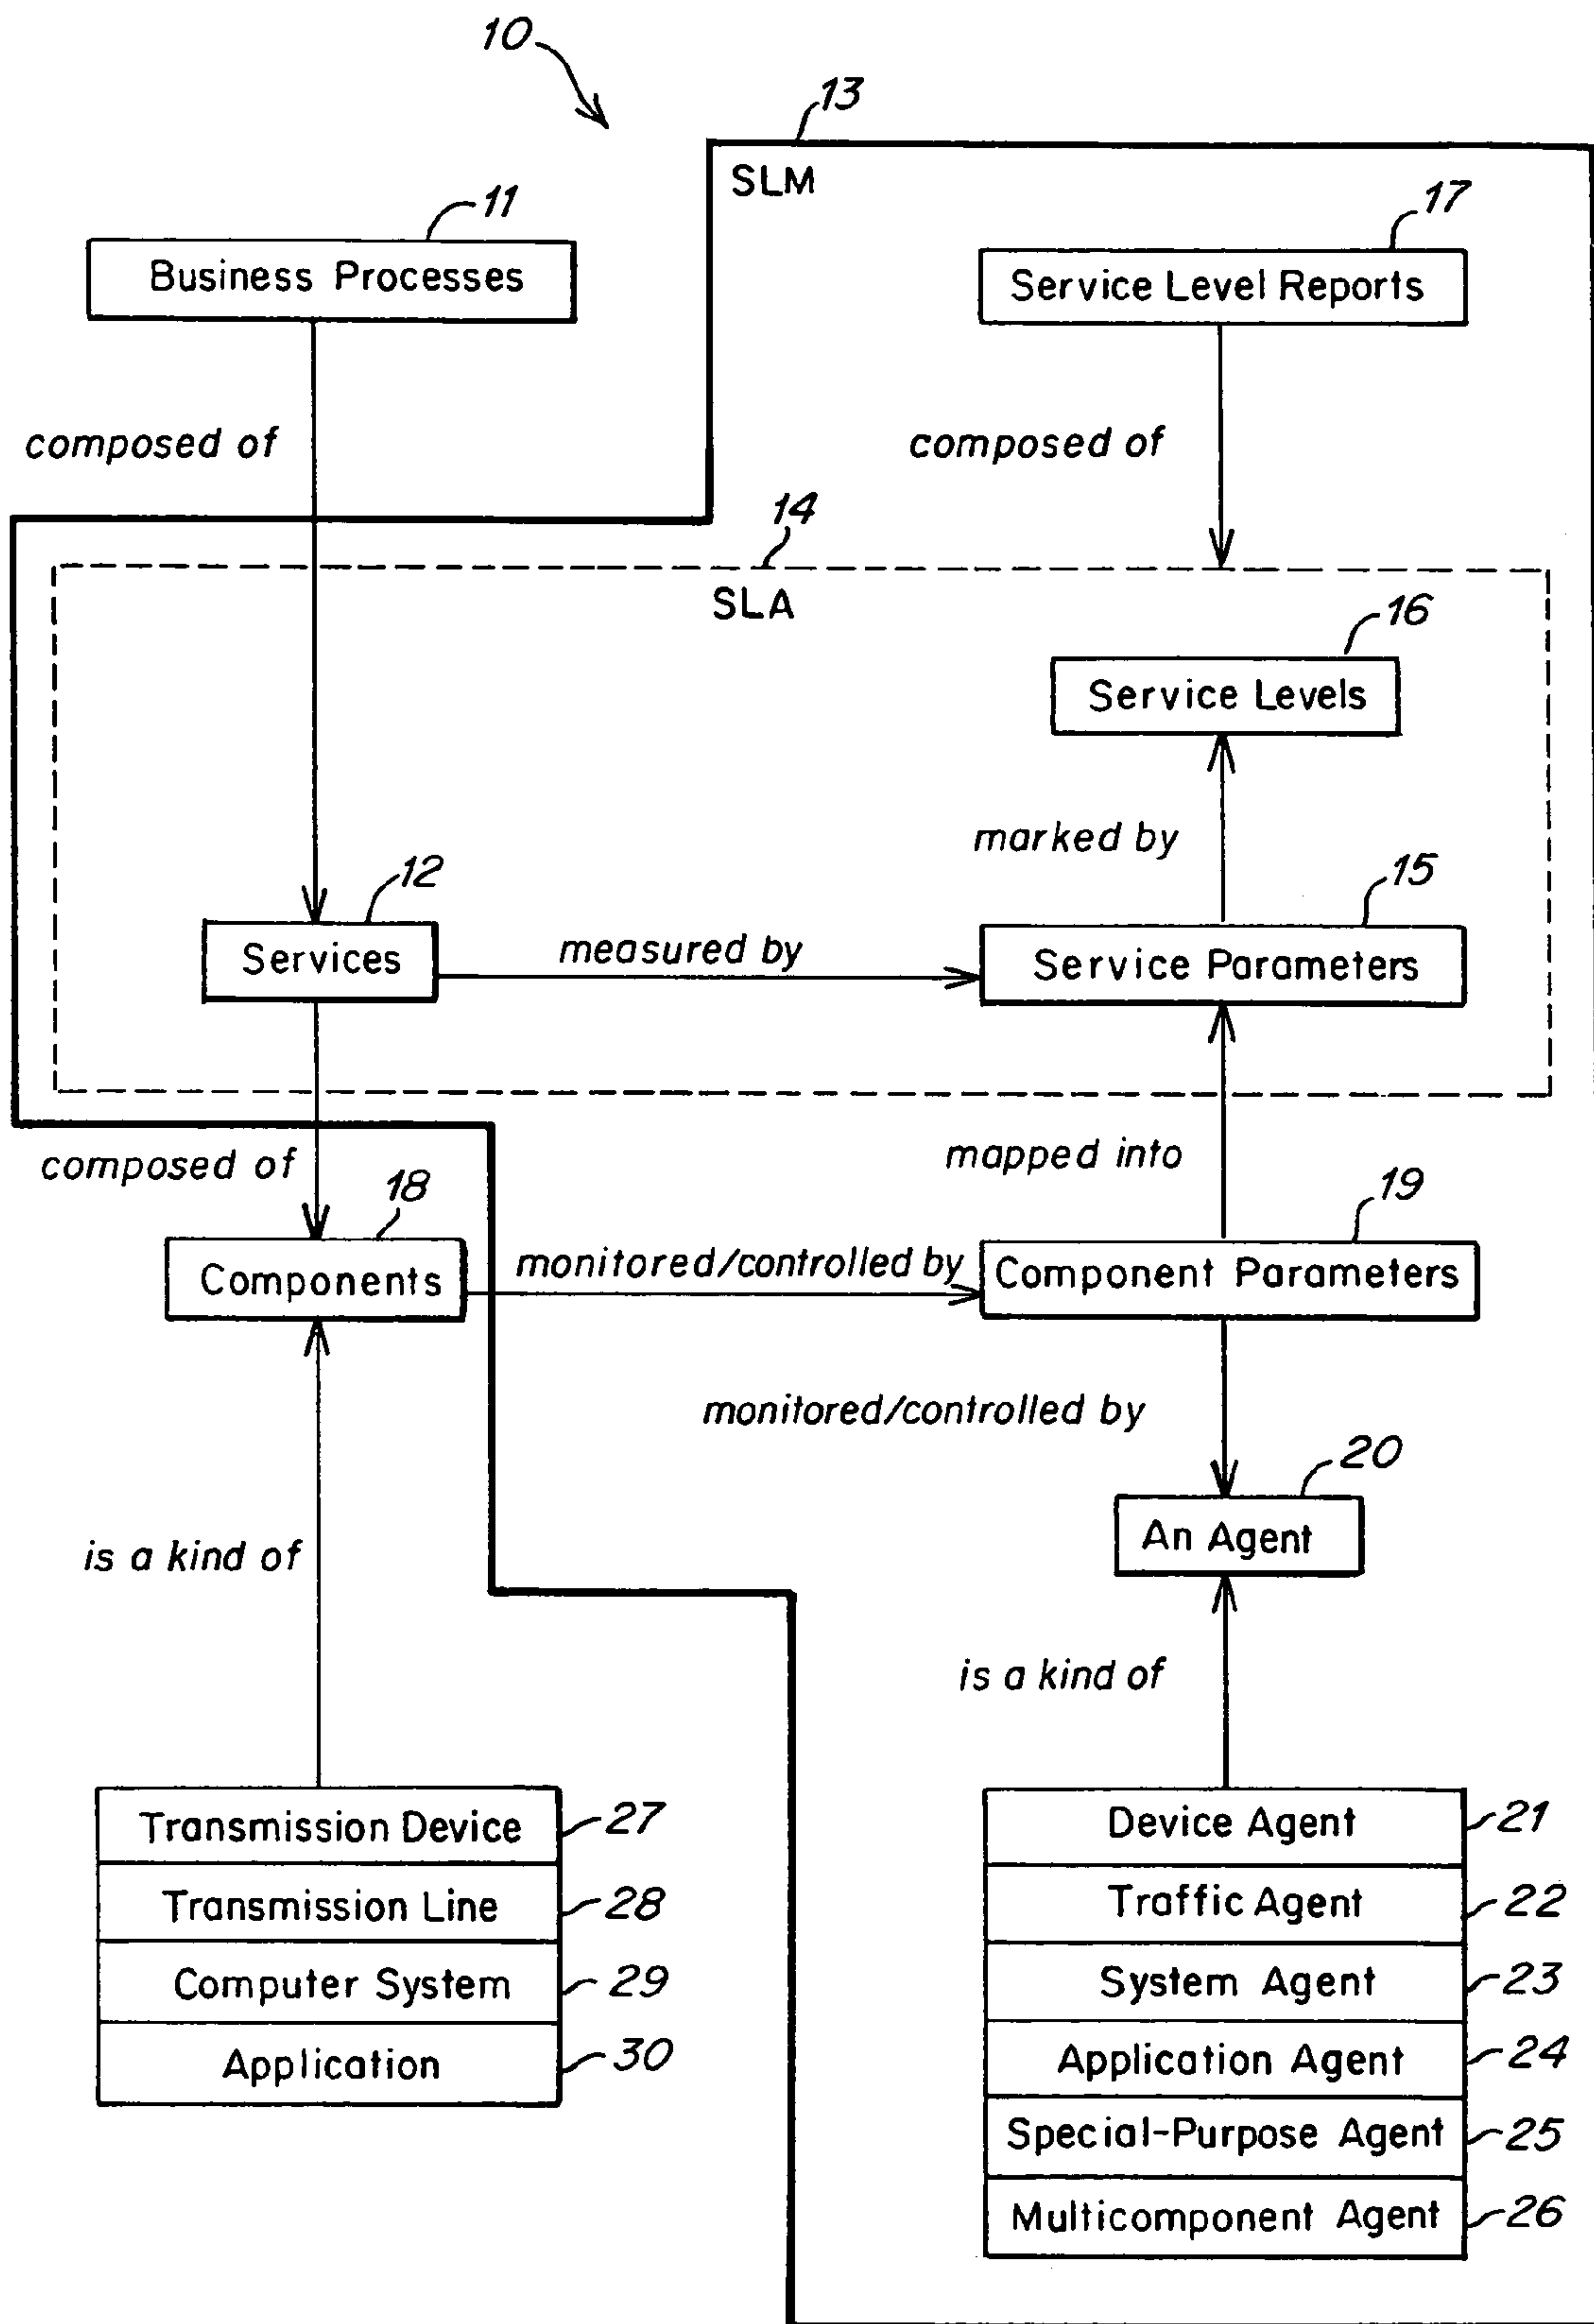 10
13
SLM
11
17
Business Processes
Service Level Reports
composed of
composed of
14
SLA
16
Service Levels
marked by
12
15
Services
measured by
Service Parameters
composed of
mapped into
18
19
Components
monitored/controlled by
Component Parameters
monitored/controlled by
20
An Agent
is a kind of
is a kind of
Transmission Device
27
Transmission Line
28
Computer System
29
Application
30
Device Agent
21
Traffic Agent
22
System Agent
23
Application Agent
24
Special-Purpose Agent
25
Multicomponent Agent
26